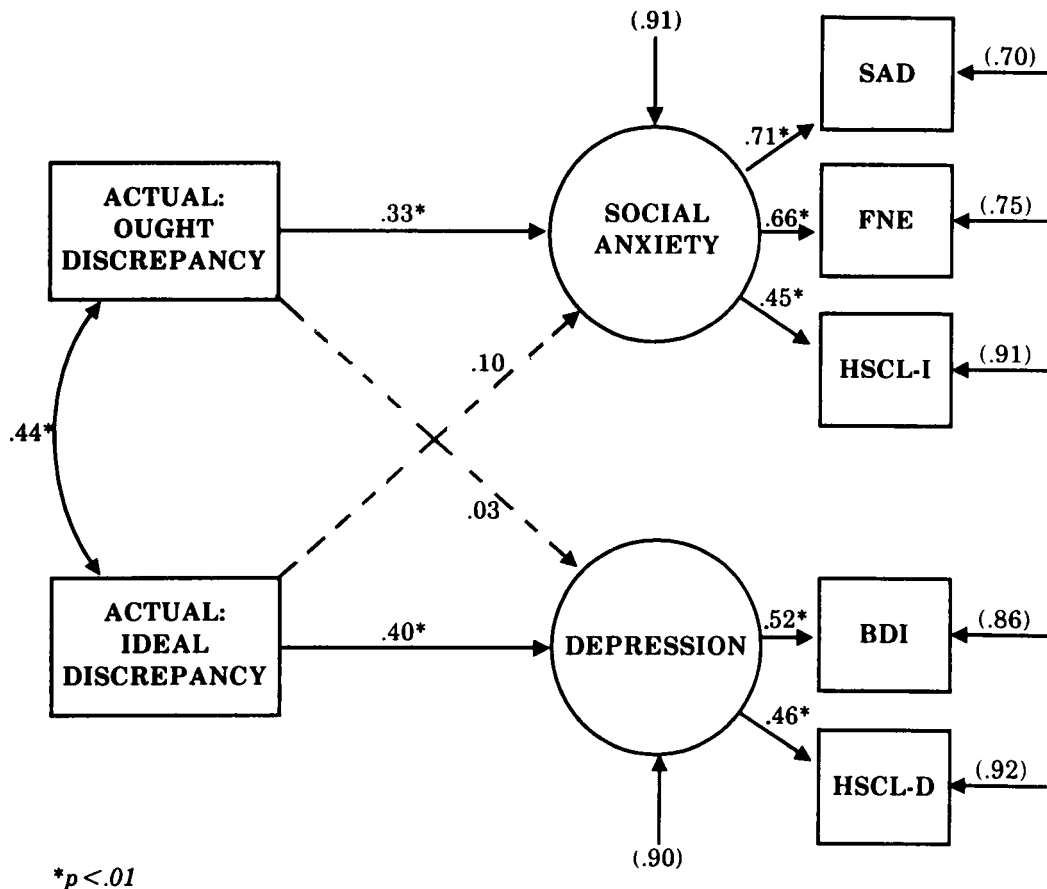 (.91)
SAD
(.70)
.71*
ACTUAL:
OUGHT
DISCREPANCY
.33*
SOCIAL
ANXIETY
.66*
FNE
(.75)
.45*
HSCL-I
(.91)
.10
.44*
.03
ACTUAL:
IDEAL
DISCREPANCY
.40*
DEPRESSION
.52*
BDI
(.86)
.46*
HSCL-D
(.92)
(.90)
*p<.01